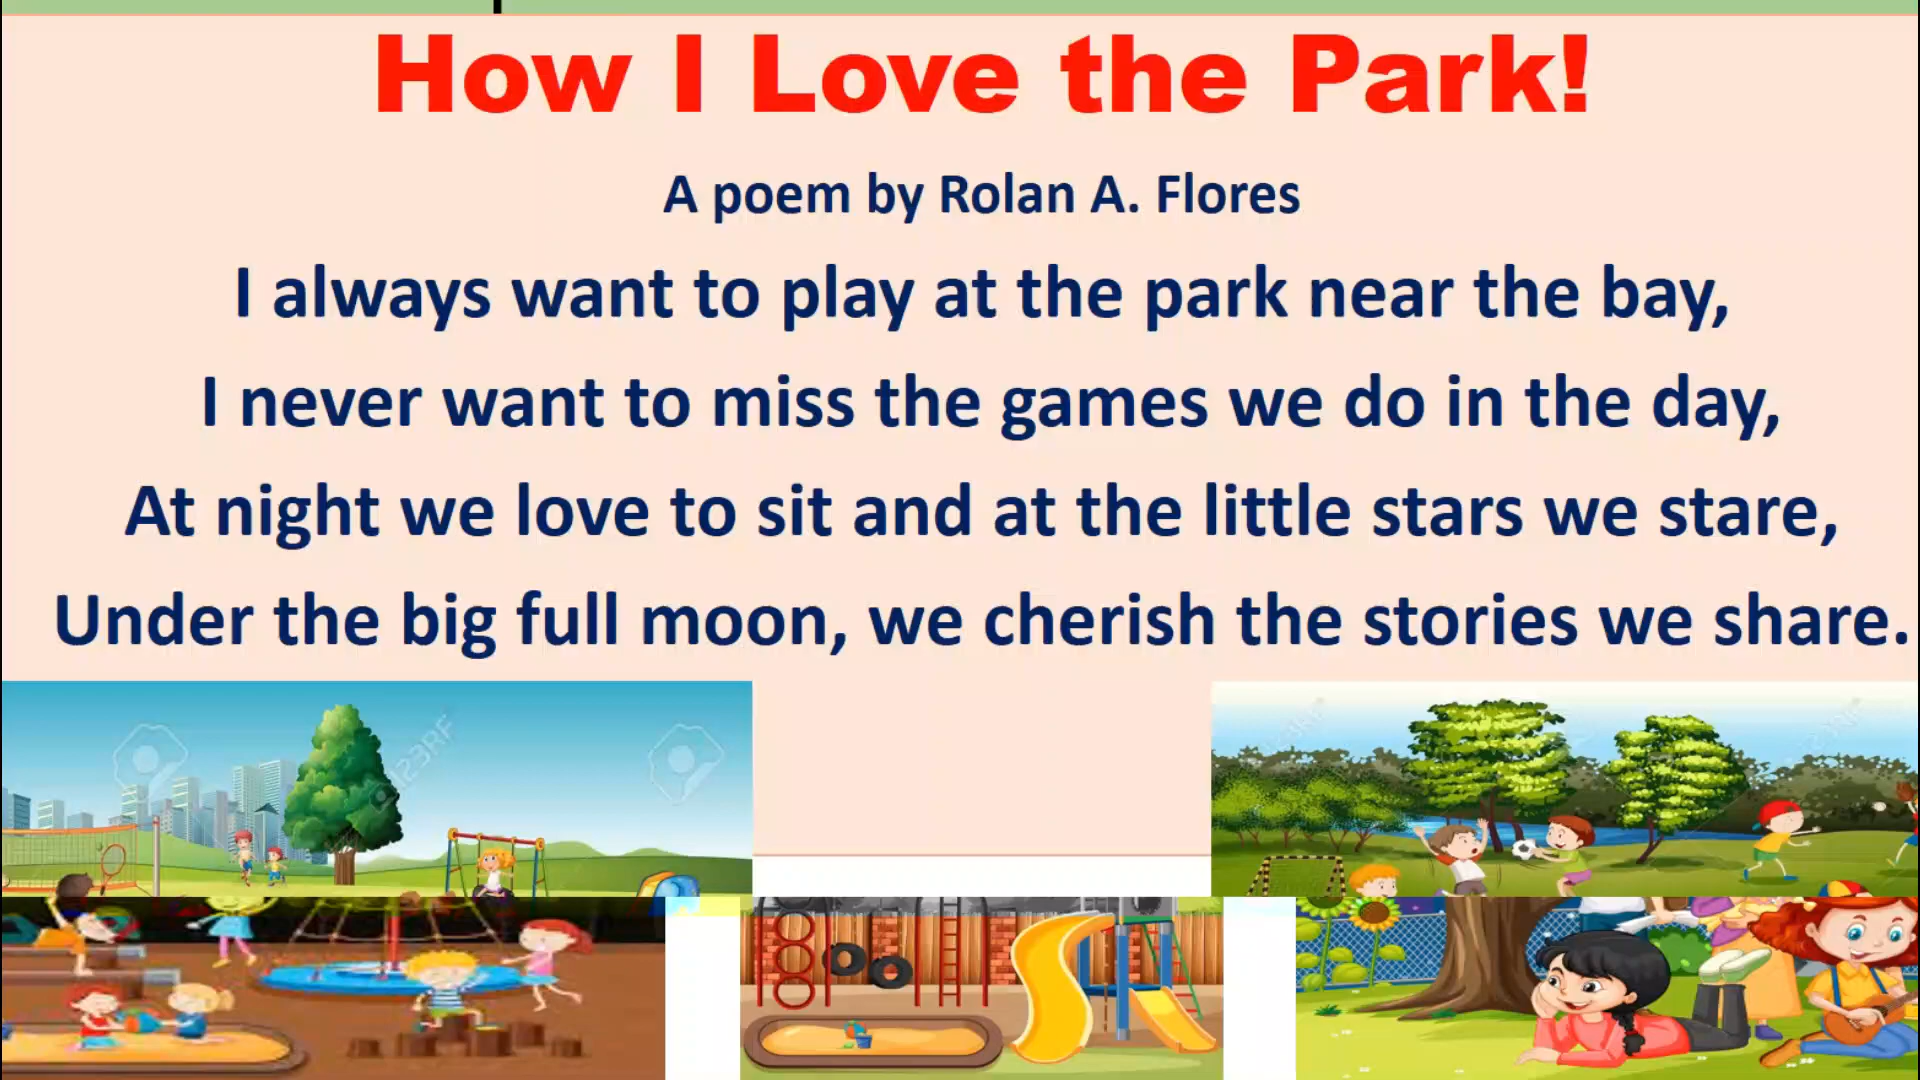 How I Love the Park!
A poem by Rolan A. Flores
I always want to play at the park near the bay,
I never want to miss the games we do in the day,
At night we love to sit and at the little stars we stare,
Under the big full moon, we cherish the stories we share.
123RF